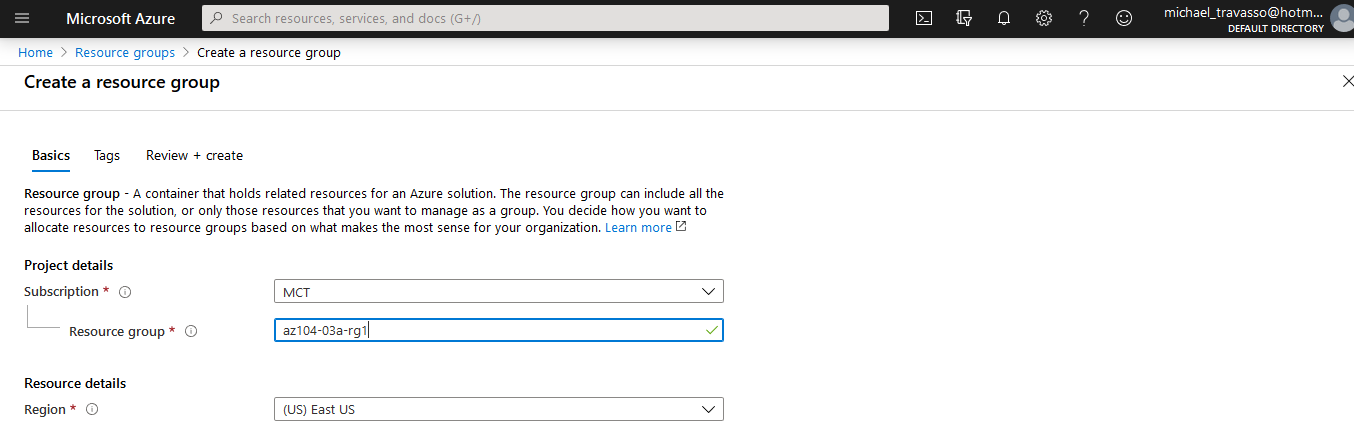 Microsoft Azure
Search resources, services, and docs (G+/)
michael_travasso@hotm...
DEFAULT DIRECTORY
Home > Resource groups > Create a resource group
Create a resource group
Basics Tags Review + create
Resource group - A container that holds related resources for an Azure solution. The resource group can include all the
resources for the solution, or only those resources that you want to manage as a group. You decide how you want to
allocate resources to resource groups based on what makes the most sense for your organization. Learn more
Project details
Subscription * MCT
Resource group * az104-03a-rg1
Resource details
Region * (US) East US